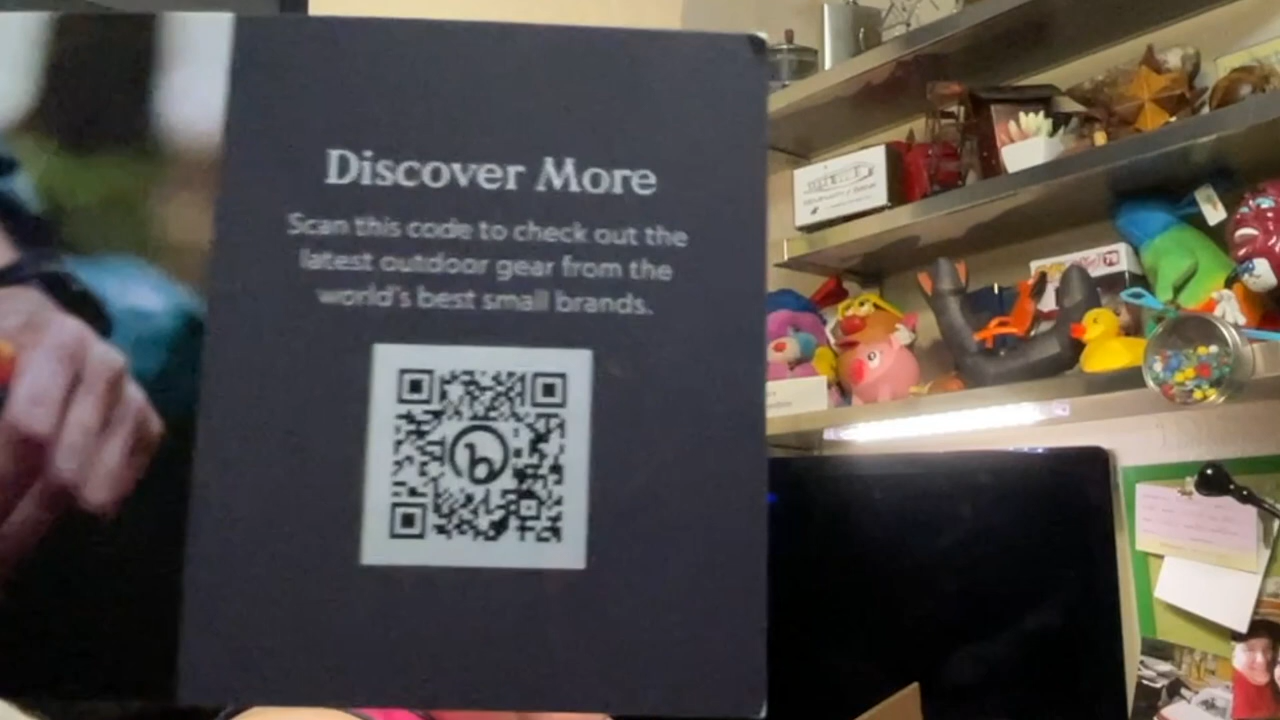 Discover More
Scan this code to check out the
latest outdoor gear from the
world's best small brands.
b